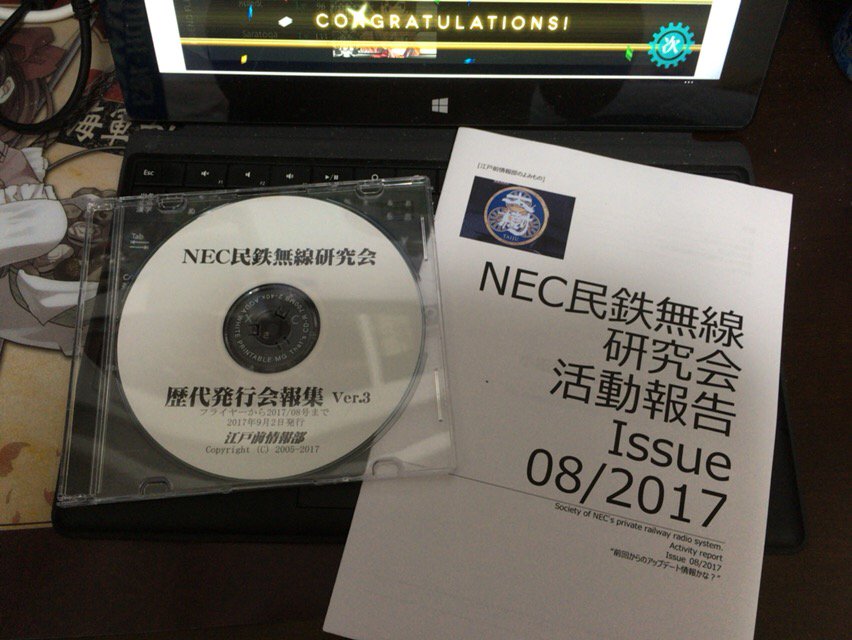 CONGRATULATIONS!
Saratoga
Esc
Tab
NEC民鉄無線研究会
歴代発行会報集 Ver.3
フライヤーから2017/08号まで
2017年9月2日発行
江戸前情報部
Copyright (C) 2005-2017
[江戸前情報部のよみもの]
TAIJU
NEC民鉄無線
研究会
活動報告
Issue
08/2017
Society of NEC's private railway radio system.
Activity report
Issue 08/2017
"前回からのアップデート情報かな？"